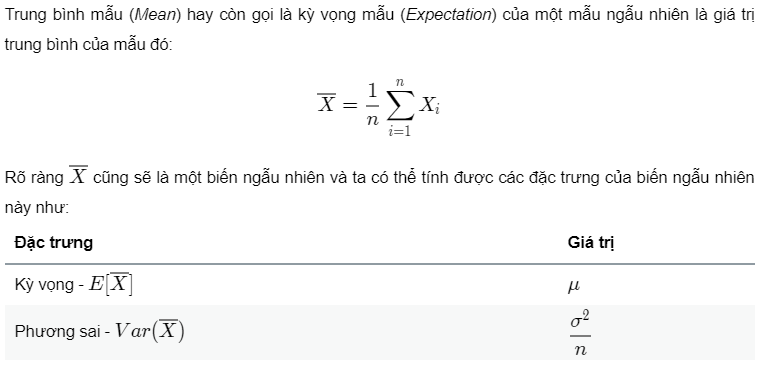 Trung bình mẫu (Mean) hay còn gọi là kỳ vọng mẫu (Expectation) của một mẫu ngẫu nhiên là giá trị
trung bình của mẫu đó:
$\overline{X} = \frac{1}{n} \sum_{i=1}^{n} X_i$
Rõ ràng $\overline{X}$ cũng sẽ là một biến ngẫu nhiên và ta có thể tính được các đặc trưng của biến ngẫu nhiên
này như:
Đặc trưng Giá trị
Kỳ vọng - $E[\overline{X}]$ $\mu$
Phương sai - $Var(\overline{X})$ $\frac{\sigma^2}{n}$